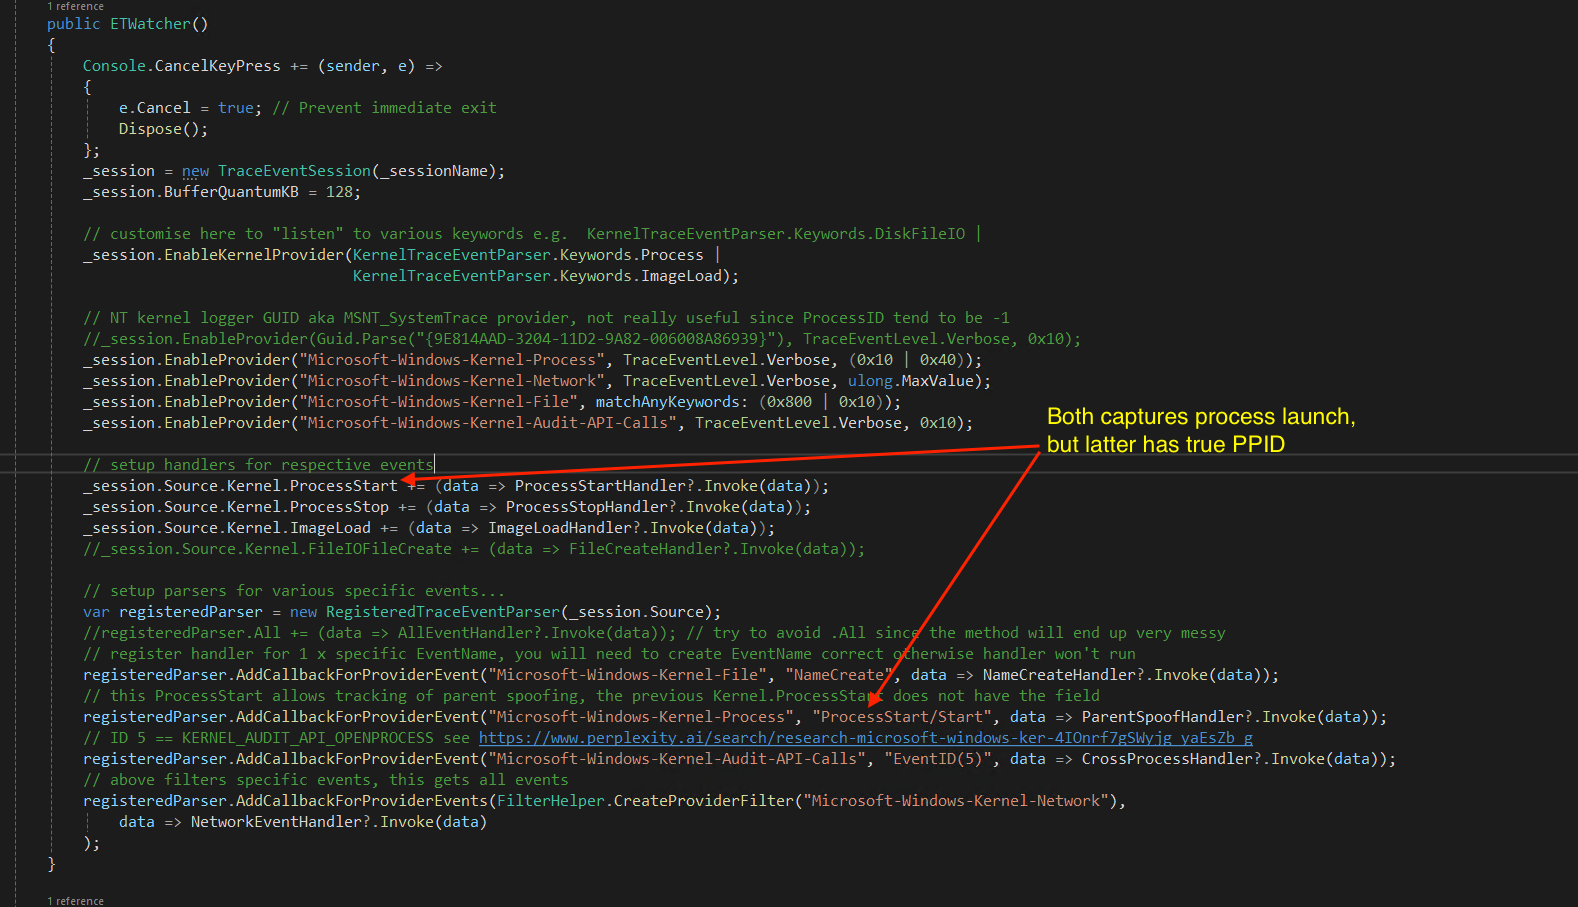 1 reference
public ETWatcher()
{
Console.CancelKeyPress += (sender, e) =>
{
e.Cancel = true; // Prevent immediate exit
Dispose();
};
_session = new TraceEventSession(_sessionName);
_session.BufferQuantumKB = 128;
// customise here to "listen" to various keywords e.g.  KernelTraceEventParser.Keywords.DiskFileIO |
_session.EnableKernelProvider(KernelTraceEventParser.Keywords.Process |
KernelTraceEventParser.Keywords.ImageLoad);
// NT kernel logger GUID aka MSNT_SystemTrace provider, not really useful since ProcessID tend to be -1
//_session.EnableProvider(Guid.Parse("{9E814AAD-3204-11D2-9A82-006008A86939}"), TraceEventLevel.Verbose, 0x10);
_session.EnableProvider("Microsoft-Windows-Kernel-Process", TraceEventLevel.Verbose, (0x10 | 0x40));
_session.EnableProvider("Microsoft-Windows-Kernel-Network", TraceEventLevel.Verbose, ulong.MaxValue);
_session.EnableProvider("Microsoft-Windows-Kernel-File", matchAnyKeywords: (0x800 | 0x10));
_session.EnableProvider("Microsoft-Windows-Kernel-Audit-API-Calls", TraceEventLevel.Verbose, 0x10);
Both captures process launch,
but latter has true PPID
// setup handlers for respective events
_session.Source.Kernel.ProcessStart += (data => ProcessStartHandler?.Invoke(data));
_session.Source.Kernel.ProcessStop += (data => ProcessStopHandler?.Invoke(data));
_session.Source.Kernel.ImageLoad += (data => ImageLoadHandler?.Invoke(data));
//_session.Source.Kernel.FileIOFileCreate += (data => FileCreateHandler?.Invoke(data));
// setup parsers for various specific events...
var registeredParser = new RegisteredTraceEventParser(_session.Source);
//registeredParser.All += (data => AllEventHandler?.Invoke(data)); // try to avoid .All since the method will end up very messy
// register handler for 1 x specific EventName, you will need to create EventName correct otherwise handler won't run
registeredParser.AddCallbackForProviderEvent("Microsoft-Windows-Kernel-File", "NameCreate", data => NameCreateHandler?.Invoke(data));
// this ProcessStart allows tracking of parent spoofing, the previous Kernel.ProcessStart does not have the field
registeredParser.AddCallbackForProviderEvent("Microsoft-Windows-Kernel-Process", "ProcessStart/Start", data => ParentSpoofHandler?.Invoke(data));
// ID 5 == KERNEL_AUDIT_API_OPENPROCESS see https://www.perplexity.ai/search/research-microsoft-windows-ker-4IOnrf7gSWyjg_yaEsZb_g
registeredParser.AddCallbackForProviderEvent("Microsoft-Windows-Kernel-Audit-API-Calls", "EventID(5)", data => CrossProcessHandler?.Invoke(data));
// above filters specific events, this gets all events
registeredParser.AddCallbackForProviderEvents(FilterHelper.CreateProviderFilter("Microsoft-Windows-Kernel-Network"),
data => NetworkEventHandler?.Invoke(data)
);
}
1 reference